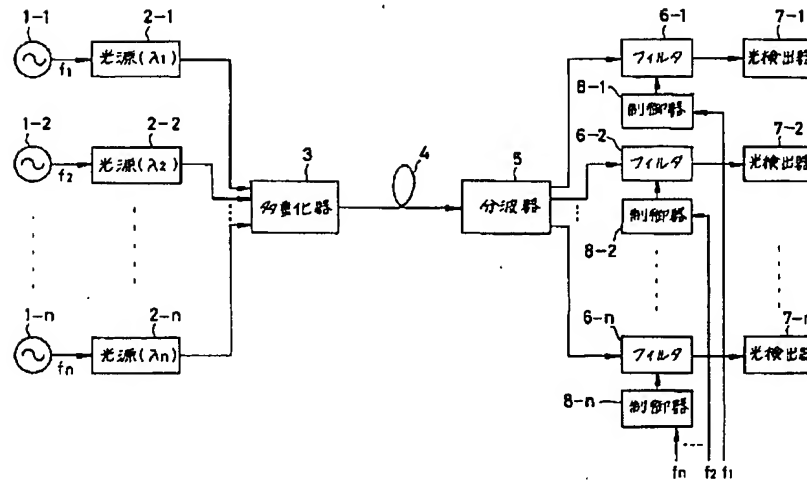 1-1
2-1
光源(λ1)
f1
1-2
2-2
光源(λ2)
f2
1-n
2-n
光源(λn)
fn
3
多重化器
4
5
分波器
6-1
フィルタ
7-1
光検出器
8-1
制御器
6-2
フィルタ
7-2
光検出器
8-2
制御器
6-n
フィルタ
7-n
光検出器
8-n
制御器
fn
f2
f1